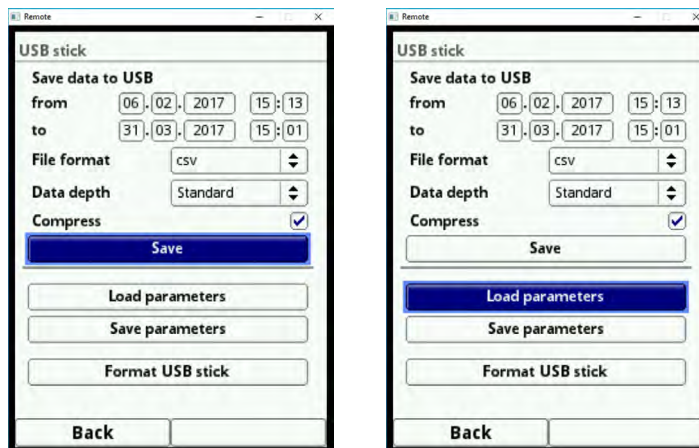 Remote
USB stick
Save data to USB
from 06.02.2017 15:13
to 31.03.2017 15:01
File format csv
Data depth Standard
Compress
Save
Load parameters
Save parameters
Format USB stick
Back
Remote
USB stick
Save data to USB
from 06.02.2017 15:13
to 31.03.2017 15:01
File format csv
Data depth Standard
Compress
Save
Load parameters
Save parameters
Format USB stick
Back